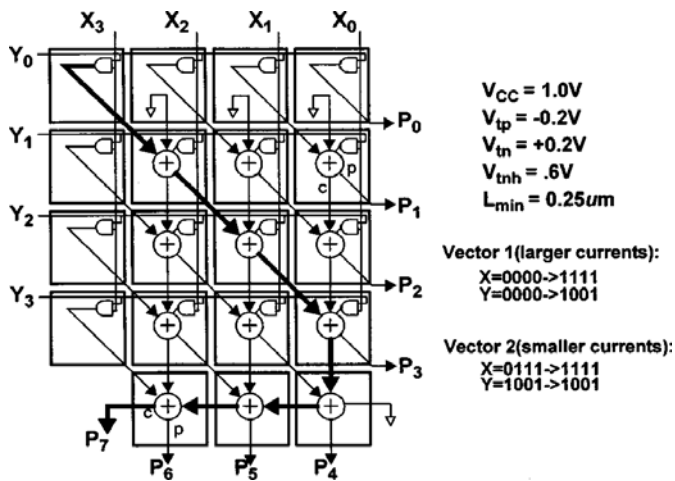 X3 X2 X1 X0
Y0
P0
Y1
c p
P1
Y2
P2
Y3
P3
P7
c
p
P6 P5 P4
VCC = 1.0V
Vtp = -0.2V
Vtn = +0.2V
Vtnh = .6V
Lmin = 0.25um
Vector 1(larger currents):
X=0000->1111
Y=0000->1001
Vector 2(smaller currents):
X=0111->1111
Y=1001->1001